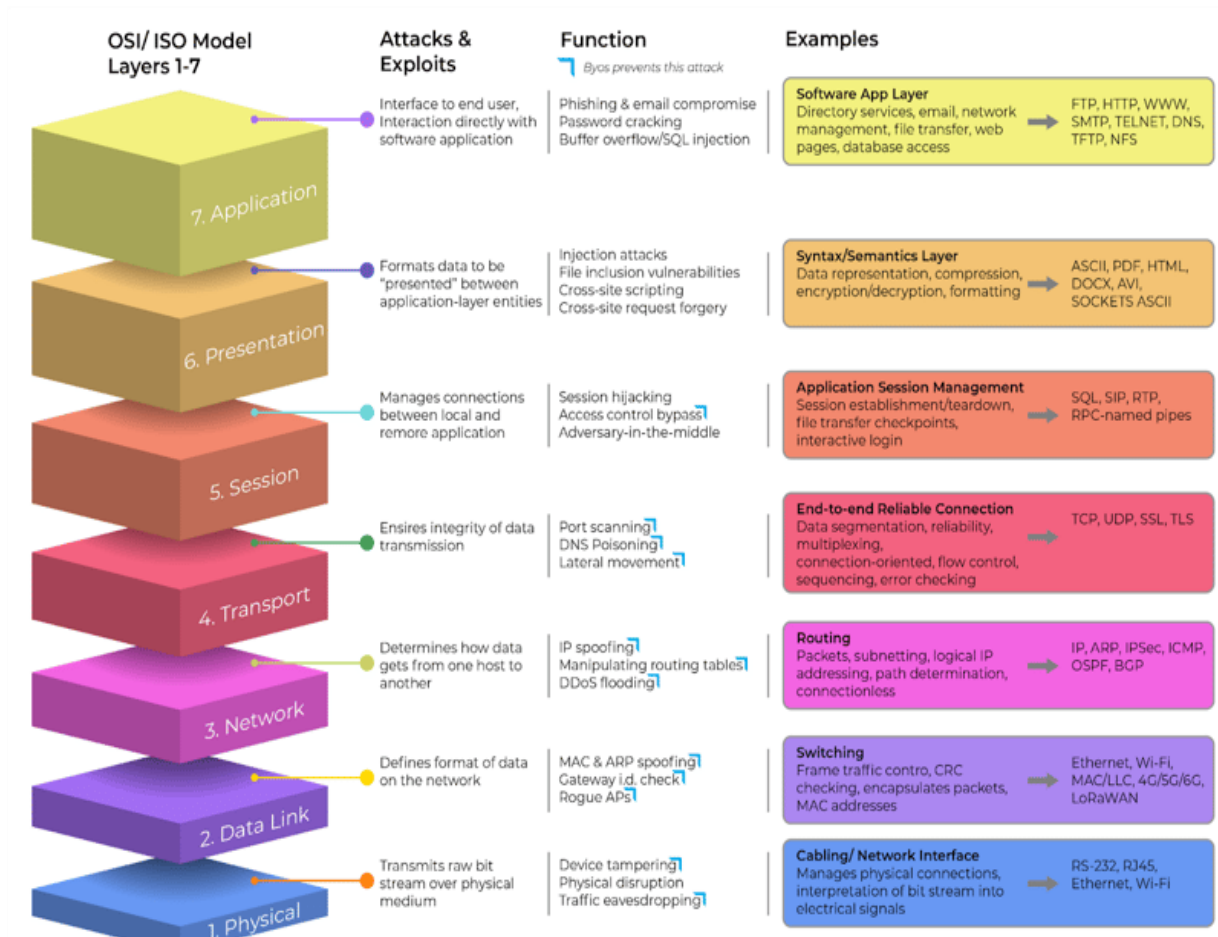 OSI/ ISO Model
Layers 1-7
Attacks &
Exploits
Function
Byos prevents this attack
Examples
7. Application
Interface to end user,
Interaction directly with
software application
Phishing & email compromise
Password cracking
Buffer overflow/SQL injection
Software App Layer
Directory services, email, network
management, file transfer, web
pages, database access
FTP, HTTP, WWW,
SMTP, TELNET, DNS,
TFTP, NFS
6. Presentation
Formats data to be
"presented" between
application-layer entities
Injection attacks
File inclusion vulnerabilities
Cross-site scripting
Cross-site request forgery
Syntax/Semantics Layer
Data representation, compression,
encryption/decryption, formatting
ASCII, PDF, HTML,
DOCX, AVI,
SOCKETS ASCII
5. Session
Manages connections
between local and
remore application
Session hijacking
Access control bypass
Adversary-in-the-middle
Application Session Management
Session establishment/teardown,
file transfer checkpoints,
interactive login
SQL, SIP, RTP,
RPC-named pipes
4. Transport
Ensires integrity of data
transmission
Port scanning
DNS Poisoning
Lateral movement
End-to-end Reliable Connection
Data segmentation, reliability,
multiplexing,
connection-oriented, flow control,
sequencing, error checking
TCP, UDP, SSL, TLS
3. Network
Determines how data
gets from one host to
another
IP spoofing
Manipulating routing tables
DDoS flooding
Routing
Packets, subnetting, logical IP
addressing, path determination,
connectionless
IP, ARP, IPSec, ICMP,
OSPF, BGP
2. Data Link
Defines format of data
on the network
MAC & ARP spoofing
Gateway i.d. check
Rogue APs
Switching
Frame traffic contro, CRC
checking, encapsulates packets,
MAC addresses
Ethernet, Wi-Fi,
MAC/LLC, 4G/5G/6G,
LoRaWAN
1. Physical
Transmits raw bit
stream over physical
medium
Device tampering
Physical disruption
Traffic eavesdropping
Cabling/ Network Interface
Manages physical connections,
interpretation of bit stream into
electrical signals
RS-232, RJ45,
Ethernet, Wi-Fi